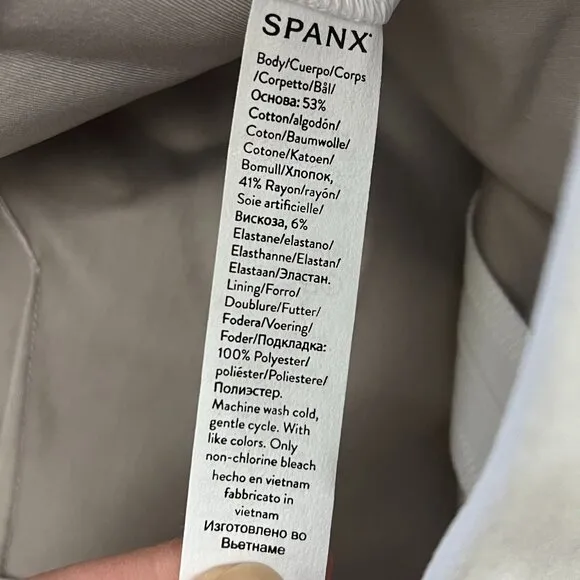 SPANX
Body/Cuerpo/Corps
/Corpetto/Bål/
Основа: 53%
Cotton/algodón/
Coton/Baumwolle/
Cotone/Katoen/
Bomull/Хлопок,
41% Rayon/rayón/
Soie artificielle/
Вискоза, 6%
Elastane/elastano/
Elasthanne/Elastan/
Elastaan/Эластан.
Lining/Forro/
Doublure/Futter/
Fodera/Voering/
Foder/Подкладка:
100% Polyester/
poliéster/Poliestere/
Полиэстер.
Machine wash cold,
gentle cycle. With
like colors. Only
non-chlorine bleach
hecho en vietnam
fabbricato in
vietnam
Изготовлено во
Вьетнаме